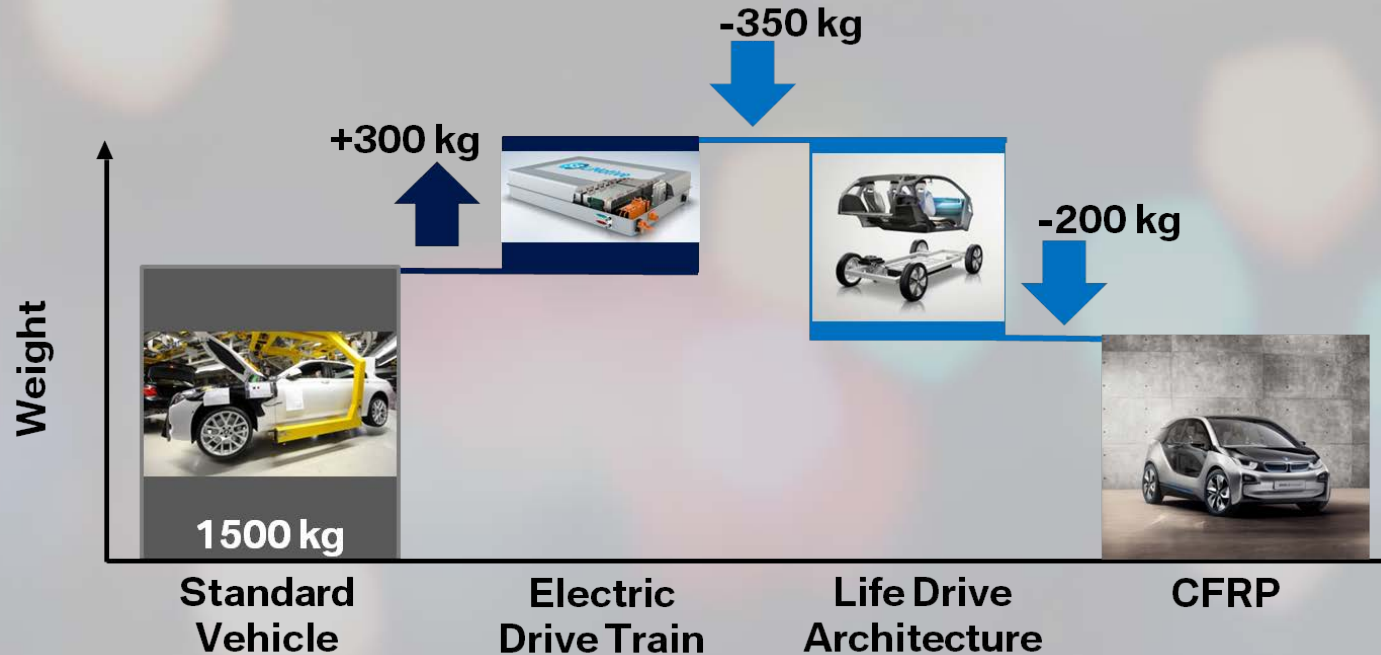 -350 kg
+300 kg
-200 kg
Weight
1500 kg
Standard
Vehicle
Electric
Drive Train
Life Drive
Architecture
CFRP